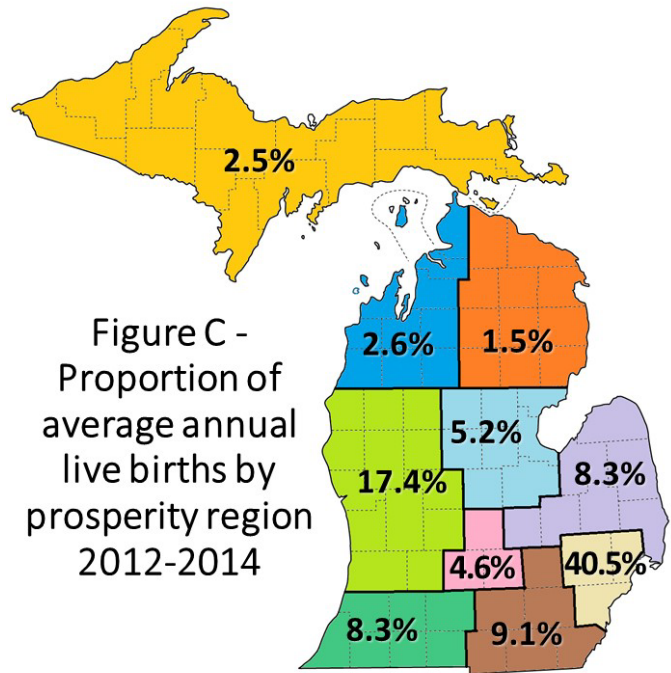 2.5%
2.6%
1.5%
Figure C -
Proportion of
average annual
live births by
prosperity region
2012-2014
5.2%
17.4%
8.3%
4.6%
40.5%
8.3%
9.1%